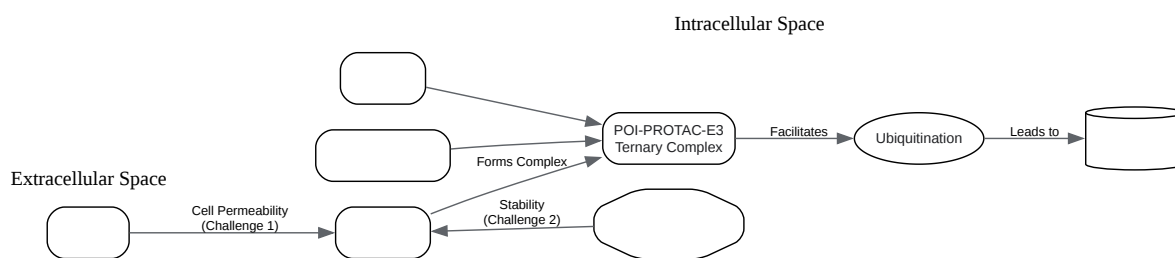 Intracellular Space
POI-PROTAC-E3
Ternary Complex
Facilitates
Ubiquitination
Leads to
Forms Complex
Extracellular Space
Cell Permeability
(Challenge 1)
Stability
(Challenge 2)